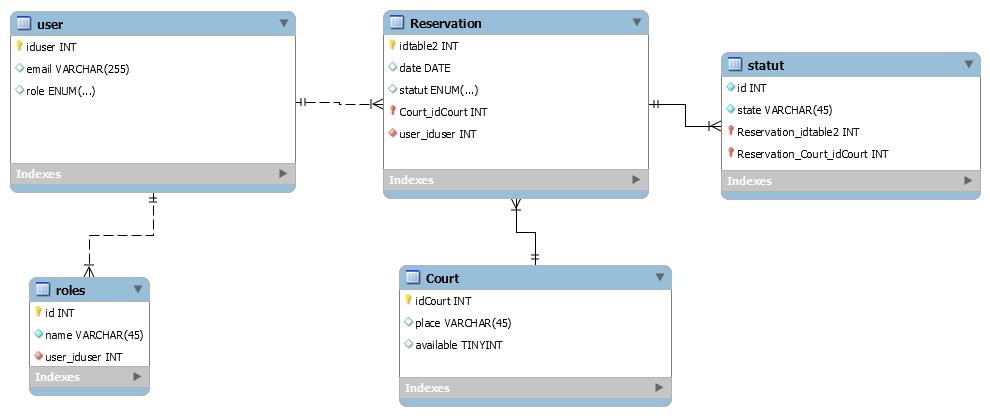 user
iduser INT
email VARCHAR(255)
role ENUM(...)
Indexes
Reservation
idtable2 INT
date DATE
statut ENUM(...)
Court_idCourt INT
user_iduser INT
Indexes
statut
id INT
state VARCHAR(45)
Reservation_idtable2 INT
Reservation_Court_idCourt INT
Indexes
roles
id INT
name VARCHAR(45)
user_iduser INT
Indexes
Court
idCourt INT
place VARCHAR(45)
available TINYINT
Indexes